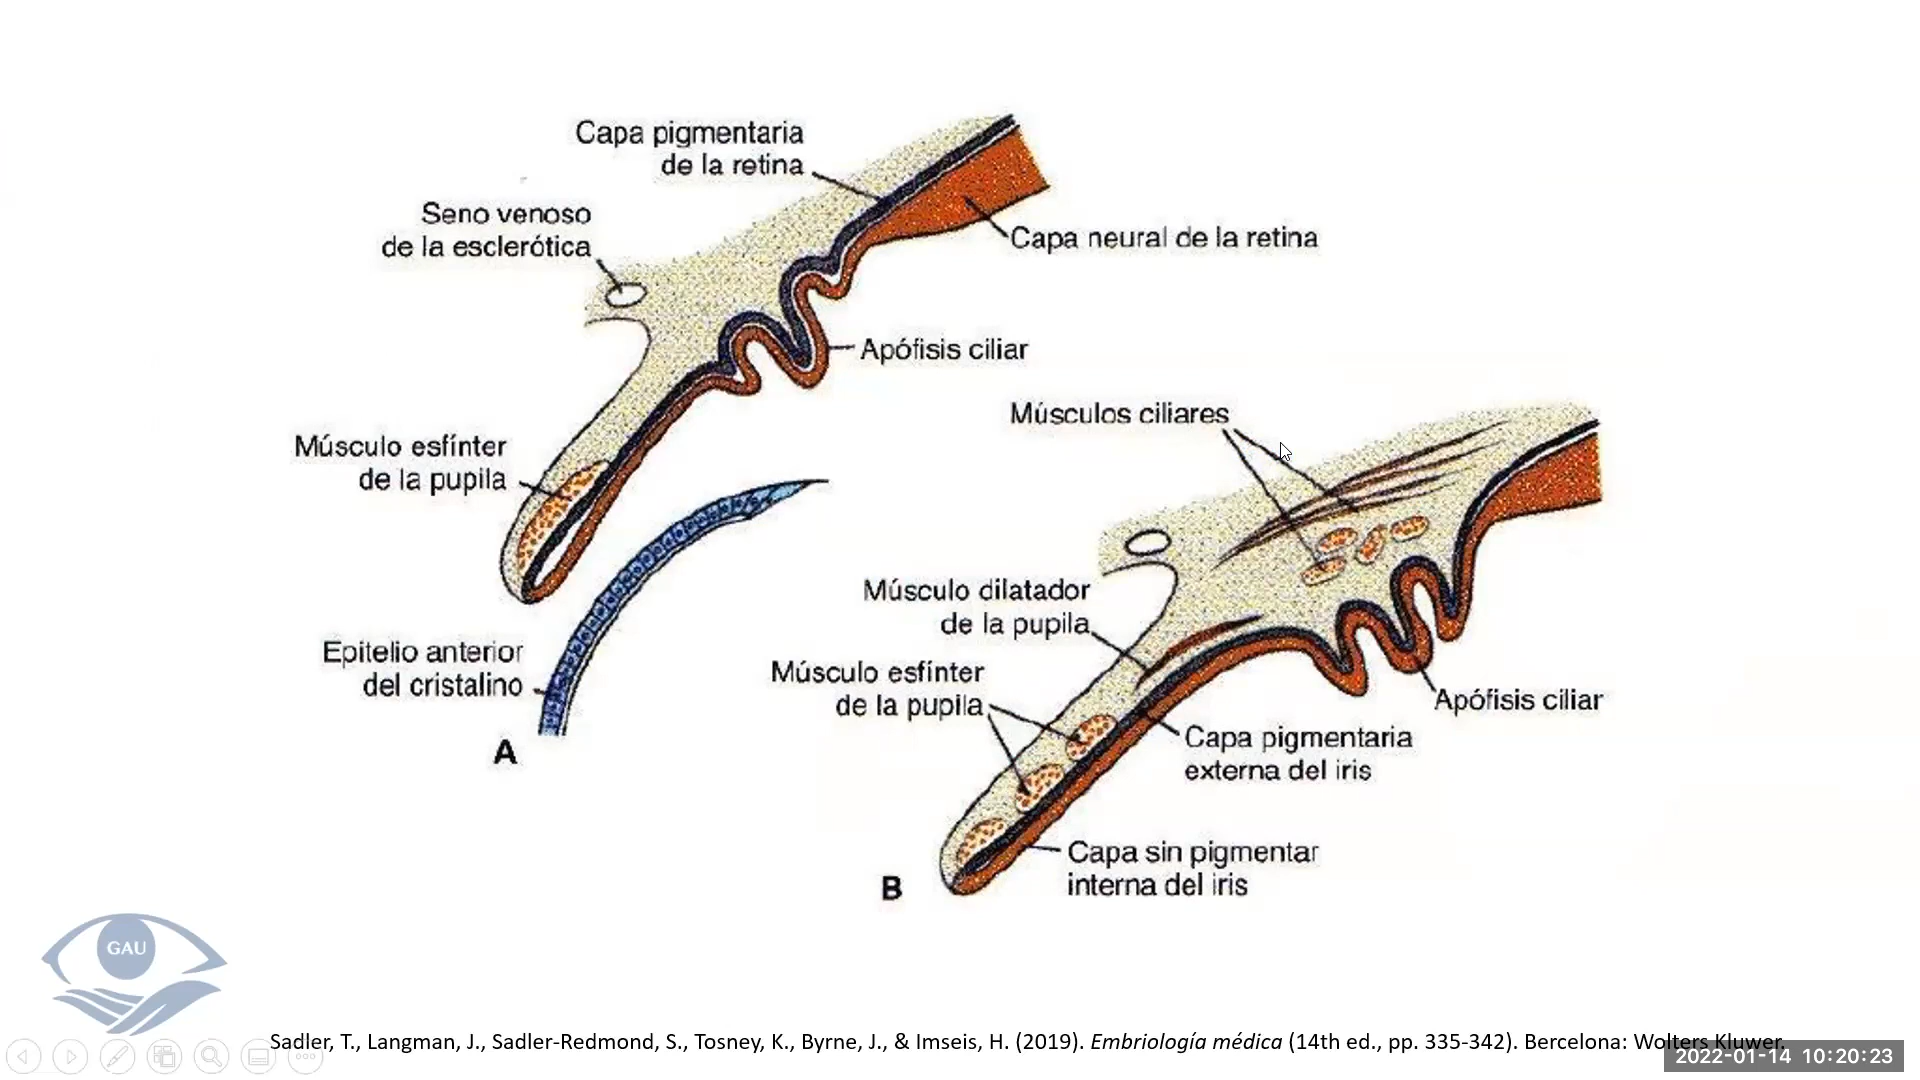 Capa pigmentaria
de la retina
Seno venoso
de la esclerótica
Capa neural de la retina
Apófisis ciliar
Músculo esfínter
de la pupila
Epitelio anterior
del cristalino
A
Músculos ciliares
Músculo dilatador
de la pupila
Músculo esfínter
de la pupila
Apófisis ciliar
Capa pigmentaria
externa del iris
Capa sin pigmentar
interna del iris
B
GAU
Sadler, T., Langman, J., Sadler-Redmond, S., Tosney, K., Byrne, J., & Imseis, H. (2019). Embriología médica (14th ed., pp. 335-342). Bercelona: Wolters Kluwer.
2022-01-14 10:20:23